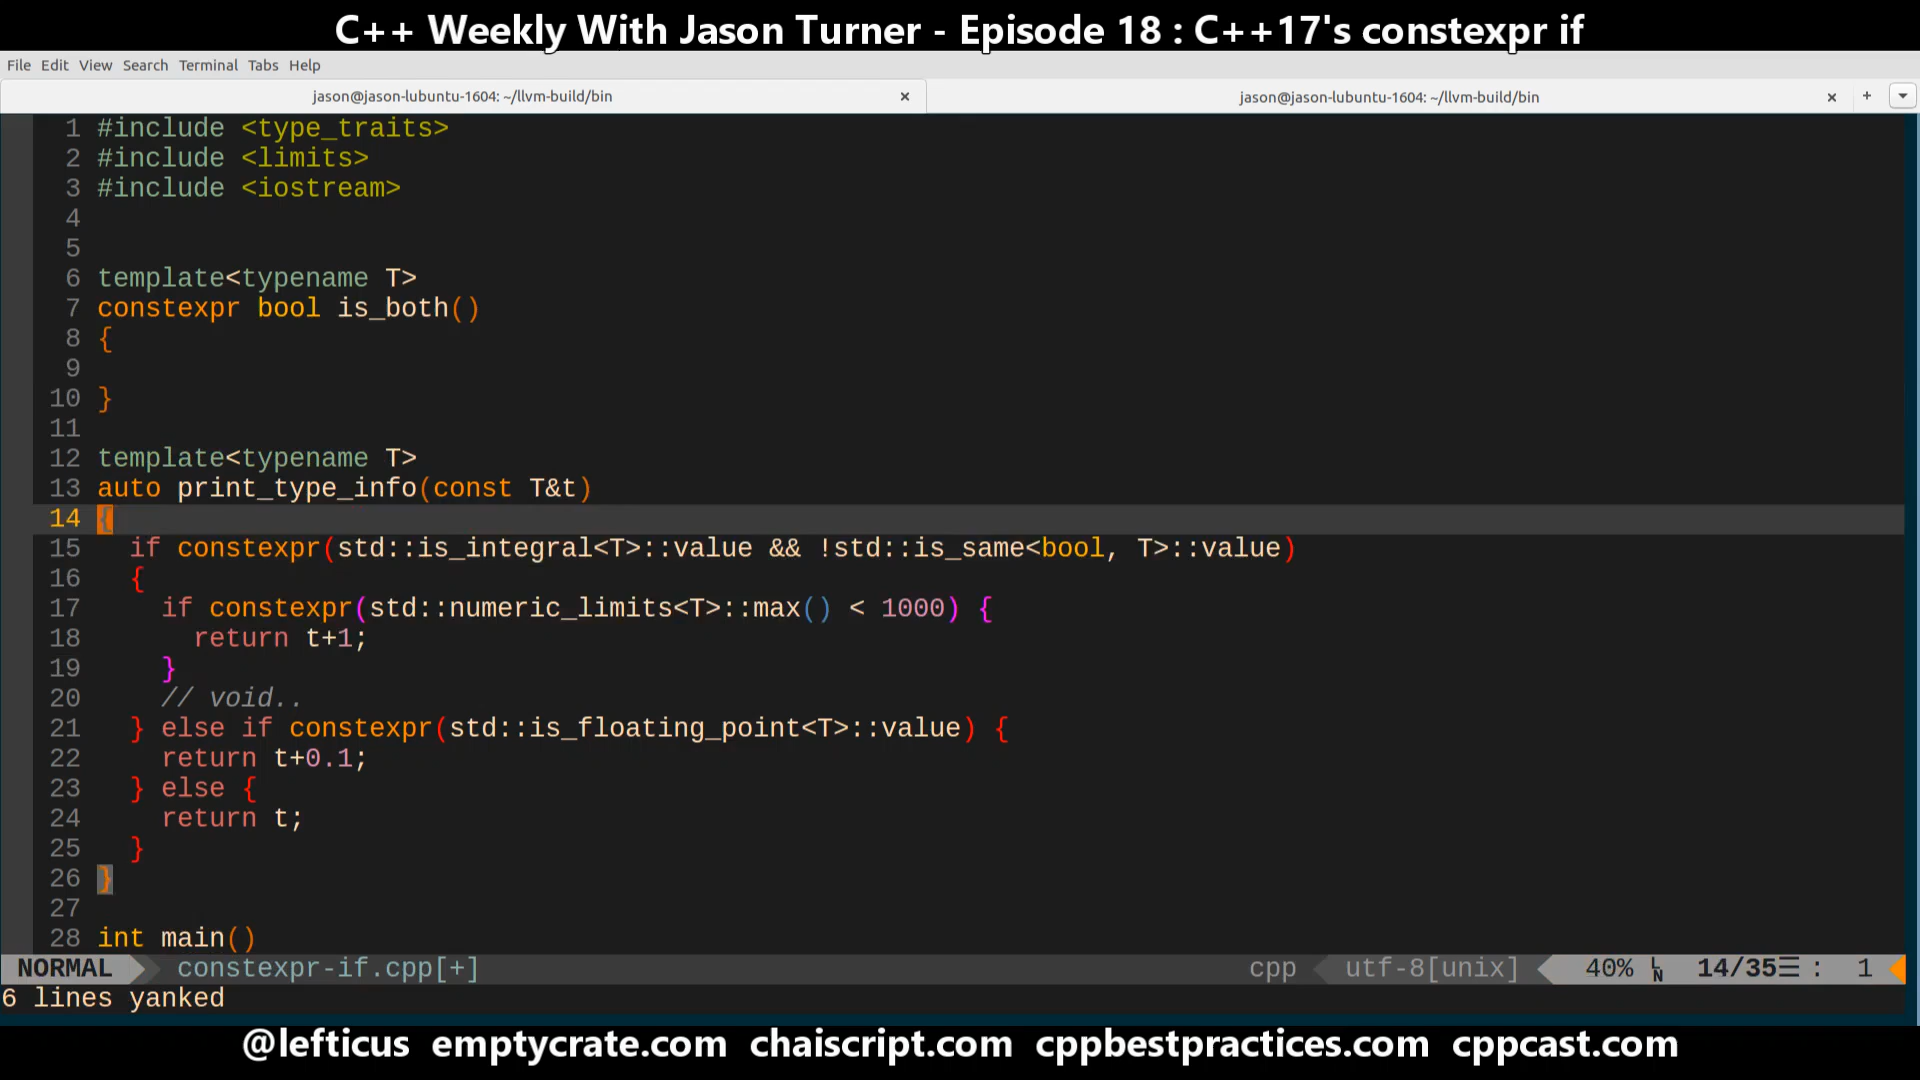 C++ Weekly With Jason Turner - Episode 18 : C++17's constexpr if
File Edit View Search Terminal Tabs Help
jason@jason-lubuntu-1604: ~/llvm-build/bin × jason@jason-lubuntu-1604: ~/llvm-build/bin × +
1 #include <type_traits>
2 #include <limits>
3 #include <iostream>
4
5
6 template<typename T>
7 constexpr bool is_both()
8 {
9
10 }
11
12 template<typename T>
13 auto print_type_info(const T&t)
14 {
15   if constexpr(std::is_integral<T>::value && !std::is_same<bool, T>::value)
16   {
17     if constexpr(std::numeric_limits<T>::max() < 1000) {
18       return t+1;
19     }
20     // void..
21   } else if constexpr(std::is_floating_point<T>::value) {
22     return t+0.1;
23   } else {
24     return t;
25   }
26 }
27
28 int main()
NORMAL constexpr-if.cpp[+] cpp utf-8[unix] 40% LN 14/35☰ : 1
6 lines yanked
@lefticus emptycrate.com chaiscript.com cppbestpractices.com cppcast.com